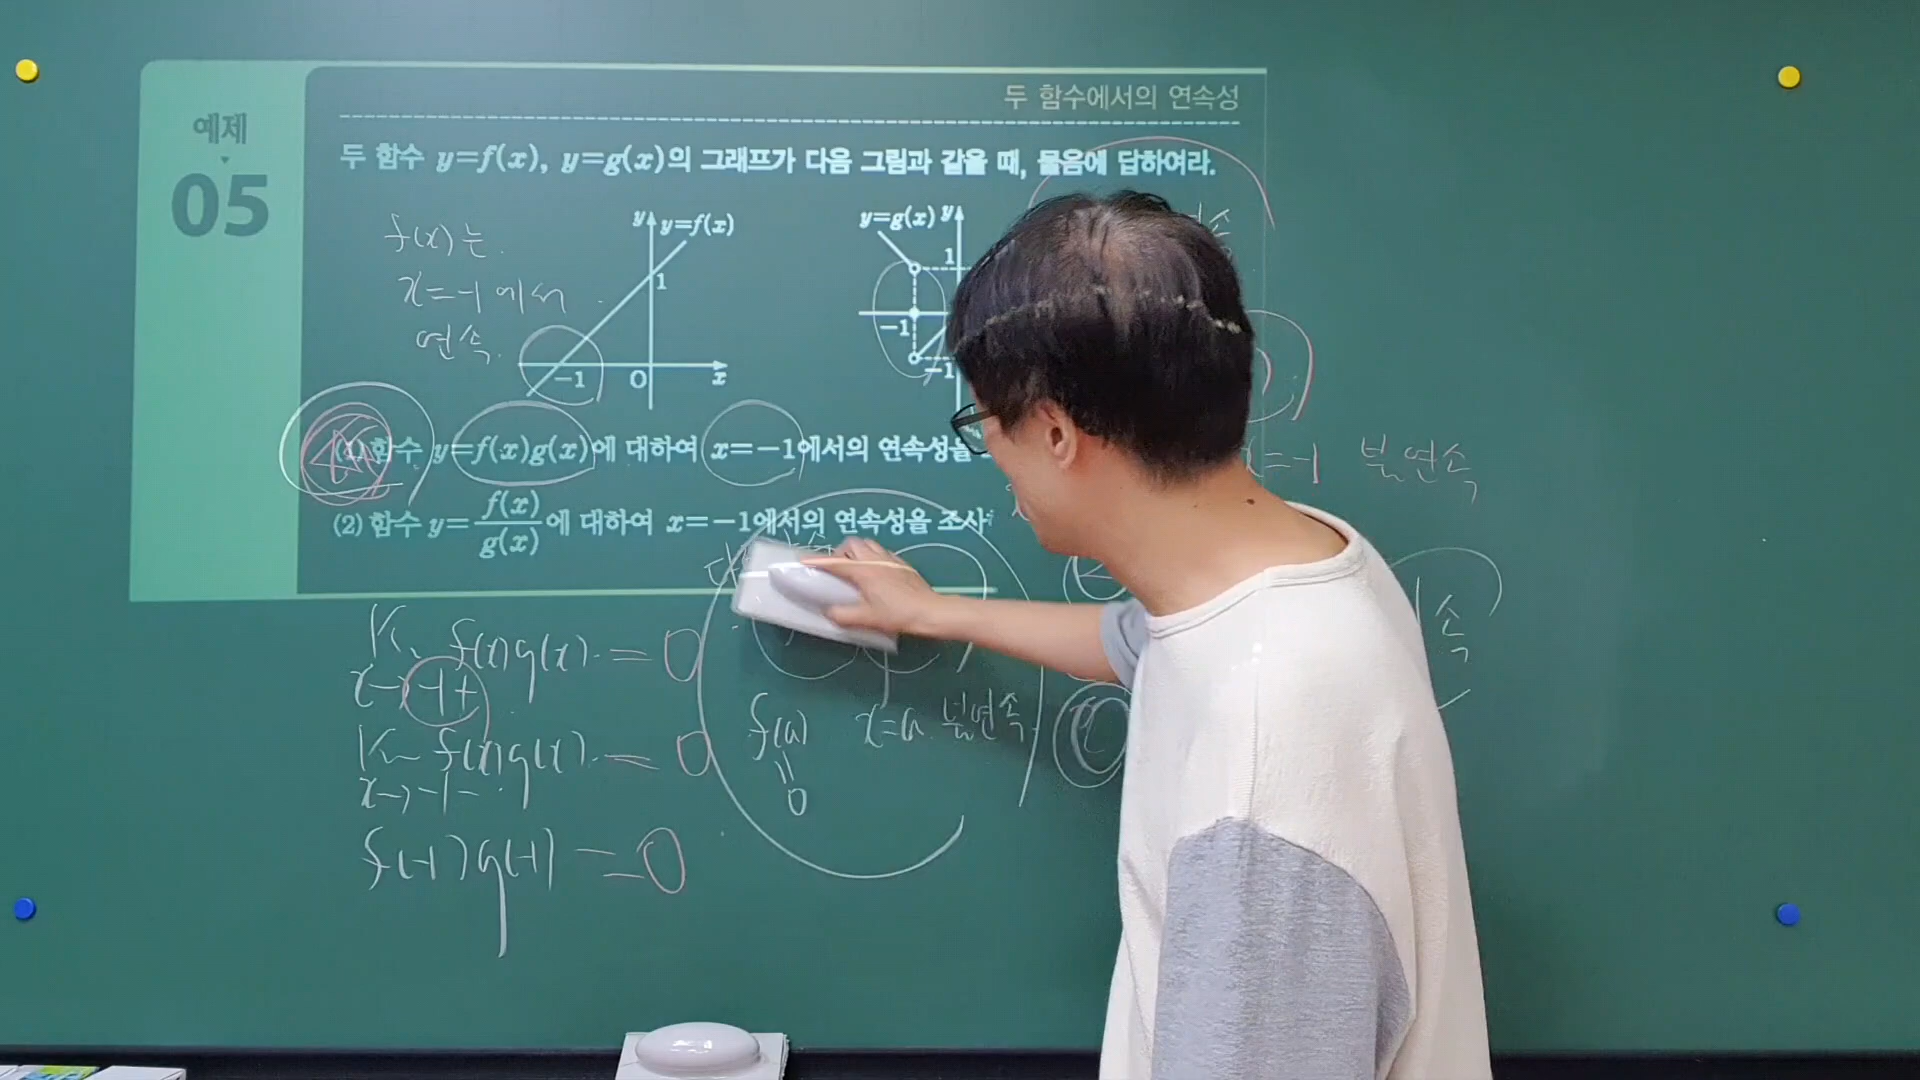 두 함수에서의 연속성
예제
05
두 함수 y=f(x), y=g(x)의 그래프가 다음 그림과 같을 때, 물음에 답하여라.
f(x)는
x=-1 에서
연속.
y
y=f(x)
1
-1
O
x
y=g(x)
y
1
-1
-1
(1) 함수 y=f(x)g(x)에 대하여 x=-1에서의 연속성을
(2) 함수 y=f(x)/g(x)에 대하여 x=-1에서의 연속성을 조사
=-1 불연속
f(x)g(x) = 0
x→-1+
f(x)g(x) = 0
x→-1-
f(-1)g(-1) = 0
f(a) x=a 불연속
0
속